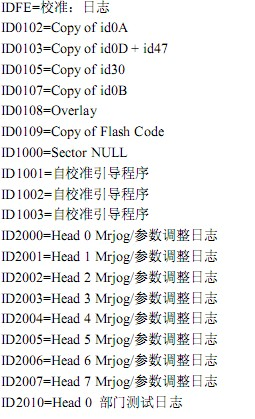 IDFE=校准：日志
ID0102=Copy of id0A
ID0103=Copy of id0D + id47
ID0105=Copy of id30
ID0107=Copy of id0B
ID0108=Overlay
ID0109=Copy of Flash Code
ID1000=Sector NULL
ID1001=自校准引导程序
ID1002=自校准引导程序
ID1003=自校准引导程序
ID2000=Head 0 Mrjog/参数调整日志
ID2001=Head 1 Mrjog/参数调整日志
ID2002=Head 2 Mrjog/参数调整日志
ID2003=Head 3 Mrjog/参数调整日志
ID2004=Head 4 Mrjog/参数调整日志
ID2005=Head 5 Mrjog/参数调整日志
ID2006=Head 6 Mrjog/参数调整日志
ID2007=Head 7 Mrjog/参数调整日志
ID2010=Head 0 部门测试日志